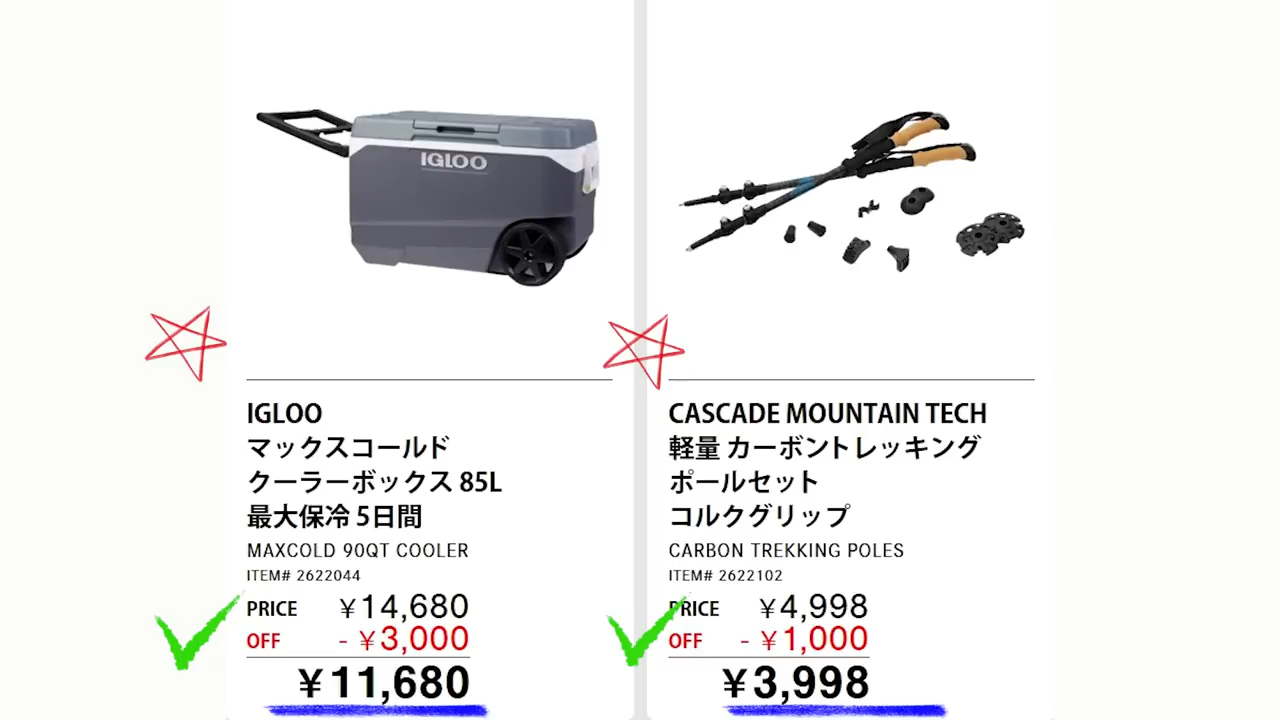 IGLOO
IGLOO
マックスコールド
クーラーボックス 85L
最大保冷 5日間
MAXCOLD 90QT COOLER
ITEM# 2622044
PRICE ¥14,680
OFF - ¥3,000
¥11,680
CASCADE MOUNTAIN TECH
軽量 カーボントレッキング
ポールセット
コルクグリップ
CARBON TREKKING POLES
ITEM# 2622102
PRICE ¥4,998
OFF - ¥1,000
¥3,998